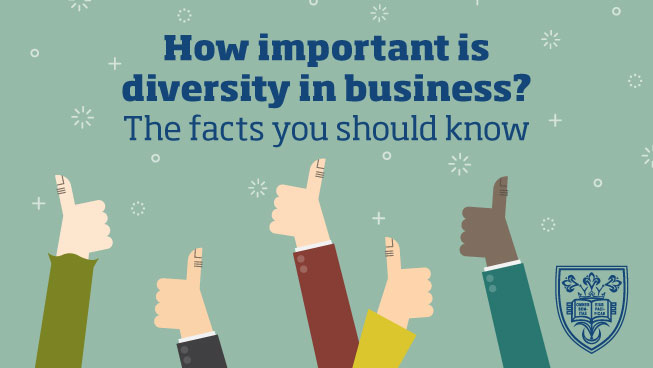 How important is
diversity in business?
The facts you should know